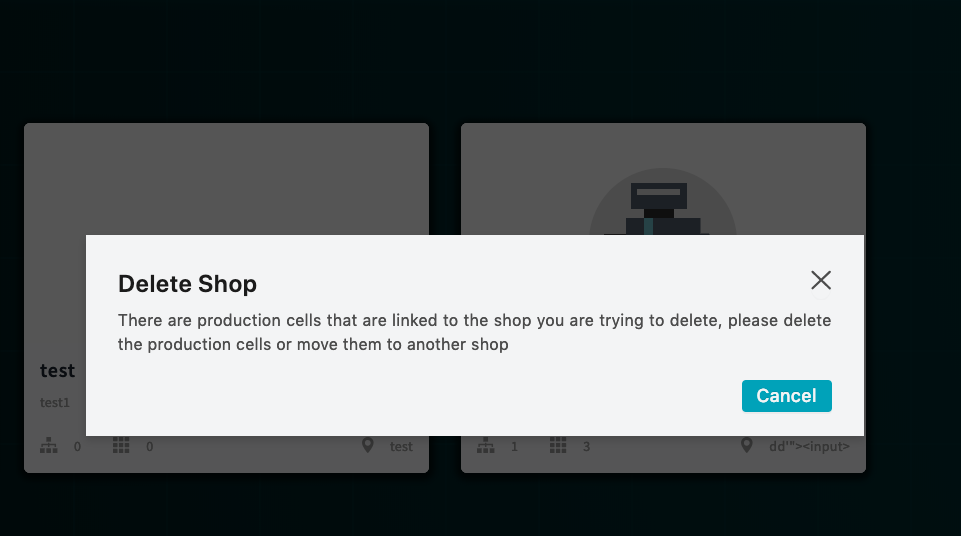 Delete Shop
There are production cells that are linked to the shop you are trying to delete, please delete
the production cells or move them to another shop
Cancel
test
test1
0 0 test
1 3 dd'"><input>